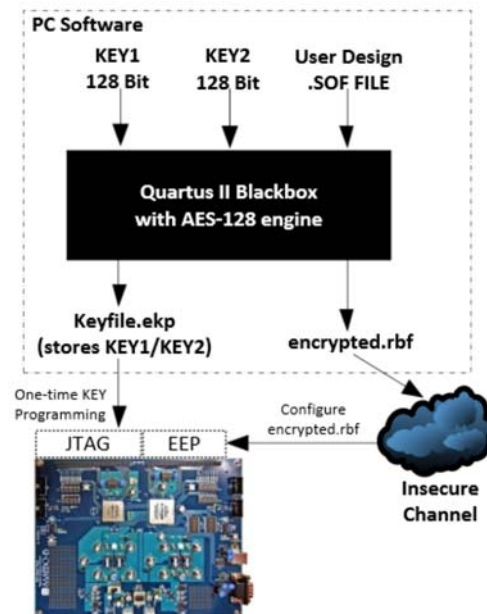 PC Software
KEY1
128 Bit
KEY2
128 Bit
User Design
.SOF FILE
Quartus II Blackbox
with AES-128 engine
Keyfile.ekp
(stores KEY1/KEY2)
encrypted.rbf
One-time KEY
Programming
Configure
encrypted.rbf
JTAG
EEP
Insecure
Channel